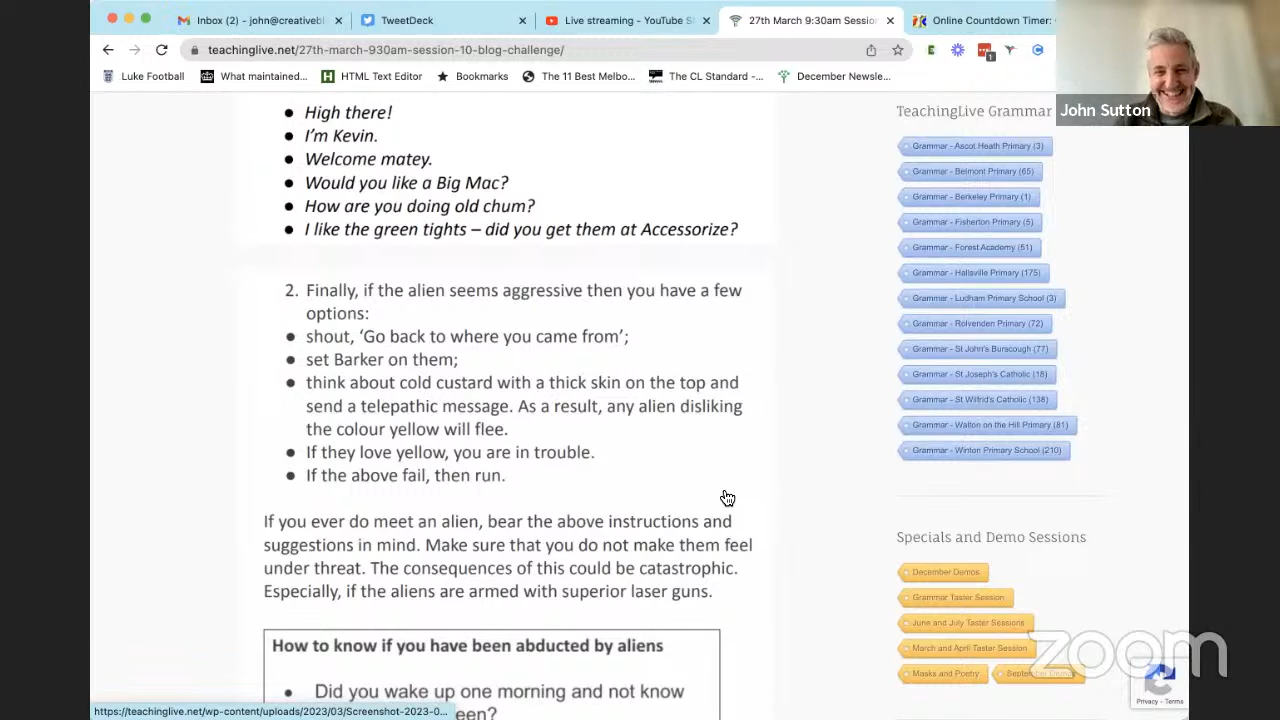 Inbox (2) - john@creativebl
TweetDeck
Live streaming - YouTube S
27th March 9:30am Sessio
Online Countdown Timer:
teachinglive.net/27th-march-930am-session-10-blog-challenge/
1
Luke Football
What maintained...
HTML Text Editor
Bookmarks
The 11 Best Melbo...
The CL Standard -...
December Newsle...
John Sutton
High there!
I'm Kevin.
Welcome matey.
Would you like a Big Mac?
How are you doing old chum?
I like the green tights – did you get them at Accessorize?
2. Finally, if the alien seems aggressive then you have a few
options:
shout, 'Go back to where you came from';
set Barker on them;
think about cold custard with a thick skin on the top and
send a telepathic message. As a result, any alien disliking
the colour yellow will flee.
If they love yellow, you are in trouble.
If the above fail, then run.
If you ever do meet an alien, bear the above instructions and
suggestions in mind. Make sure that you do not make them feel
under threat. The consequences of this could be catastrophic.
Especially, if the aliens are armed with superior laser guns.
How to know if you have been abducted by aliens
Did you wake up one morning and not know
een?
https://teachinglive.net/wp-content/uploads/2023/03/Screenshot-2023-0...
TeachingLive Grammar
Grammar - Ascot Heath Primary (3)
Grammar - Belmont Primary (65)
Grammar - Berkeley Primary (1)
Grammar - Fisherton Primary (5)
Grammar - Forest Academy (51)
Grammar - Hallsville Primary (175)
Grammar - Ludham Primary School (3)
Grammar - Rolvenden Primary (72)
Grammar - St John's Burscough (77)
Grammar - St Joseph's Catholic (18)
Grammar - St Wilfrid's Catholic (138)
Grammar - Walton on the Hill Primary (81)
Grammar - Winton Primary School (210)
Specials and Demo Sessions
December Demos
Grammar Taster Session
June and July Taster Sessions
March and April Taster Session
Masks and Poetry
September Demos
zoom
Privacy - Terms